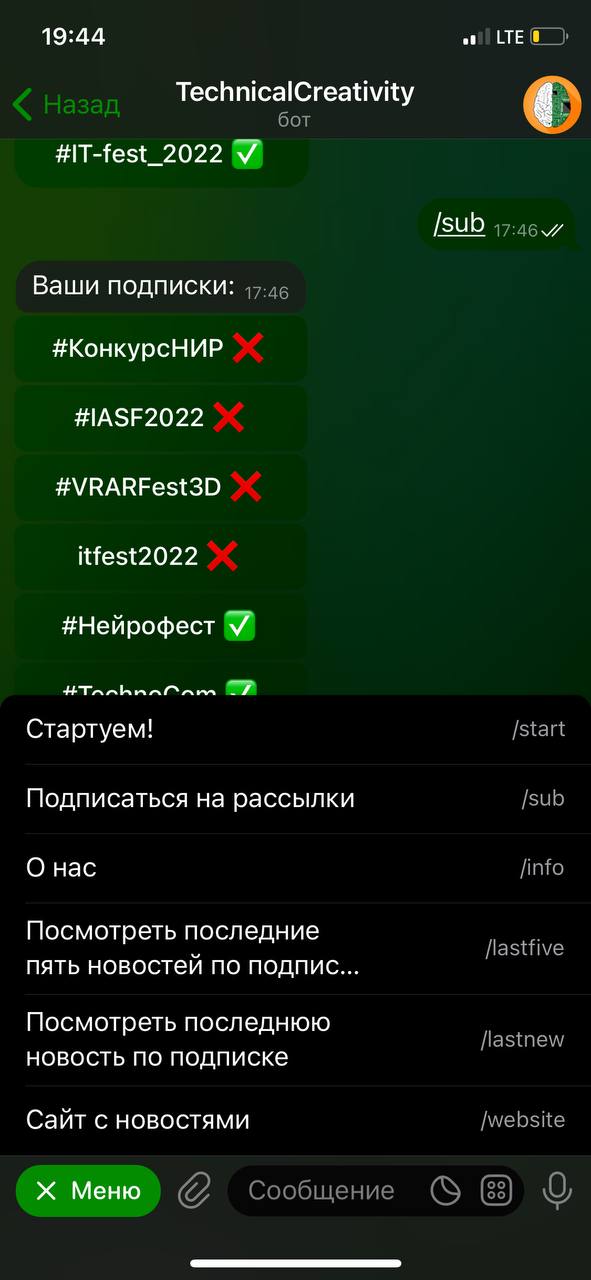 19:44
LTE
Назад
TechnicalCreativity
бот
#IT-fest_2022
/sub 17:46
Ваши подписки: 17:46
#КонкурсНИР
#IASF2022
#VRARFest3D
itfest2022
#Нейрофест
#TechnoCom
Стартуем! /start
Подписаться на рассылки /sub
О нас /info
Посмотреть последние
пять новостей по подпис... /lastfive
Посмотреть последнюю
новость по подписке /lastnew
Сайт с новостями /website
Меню
Сообщение